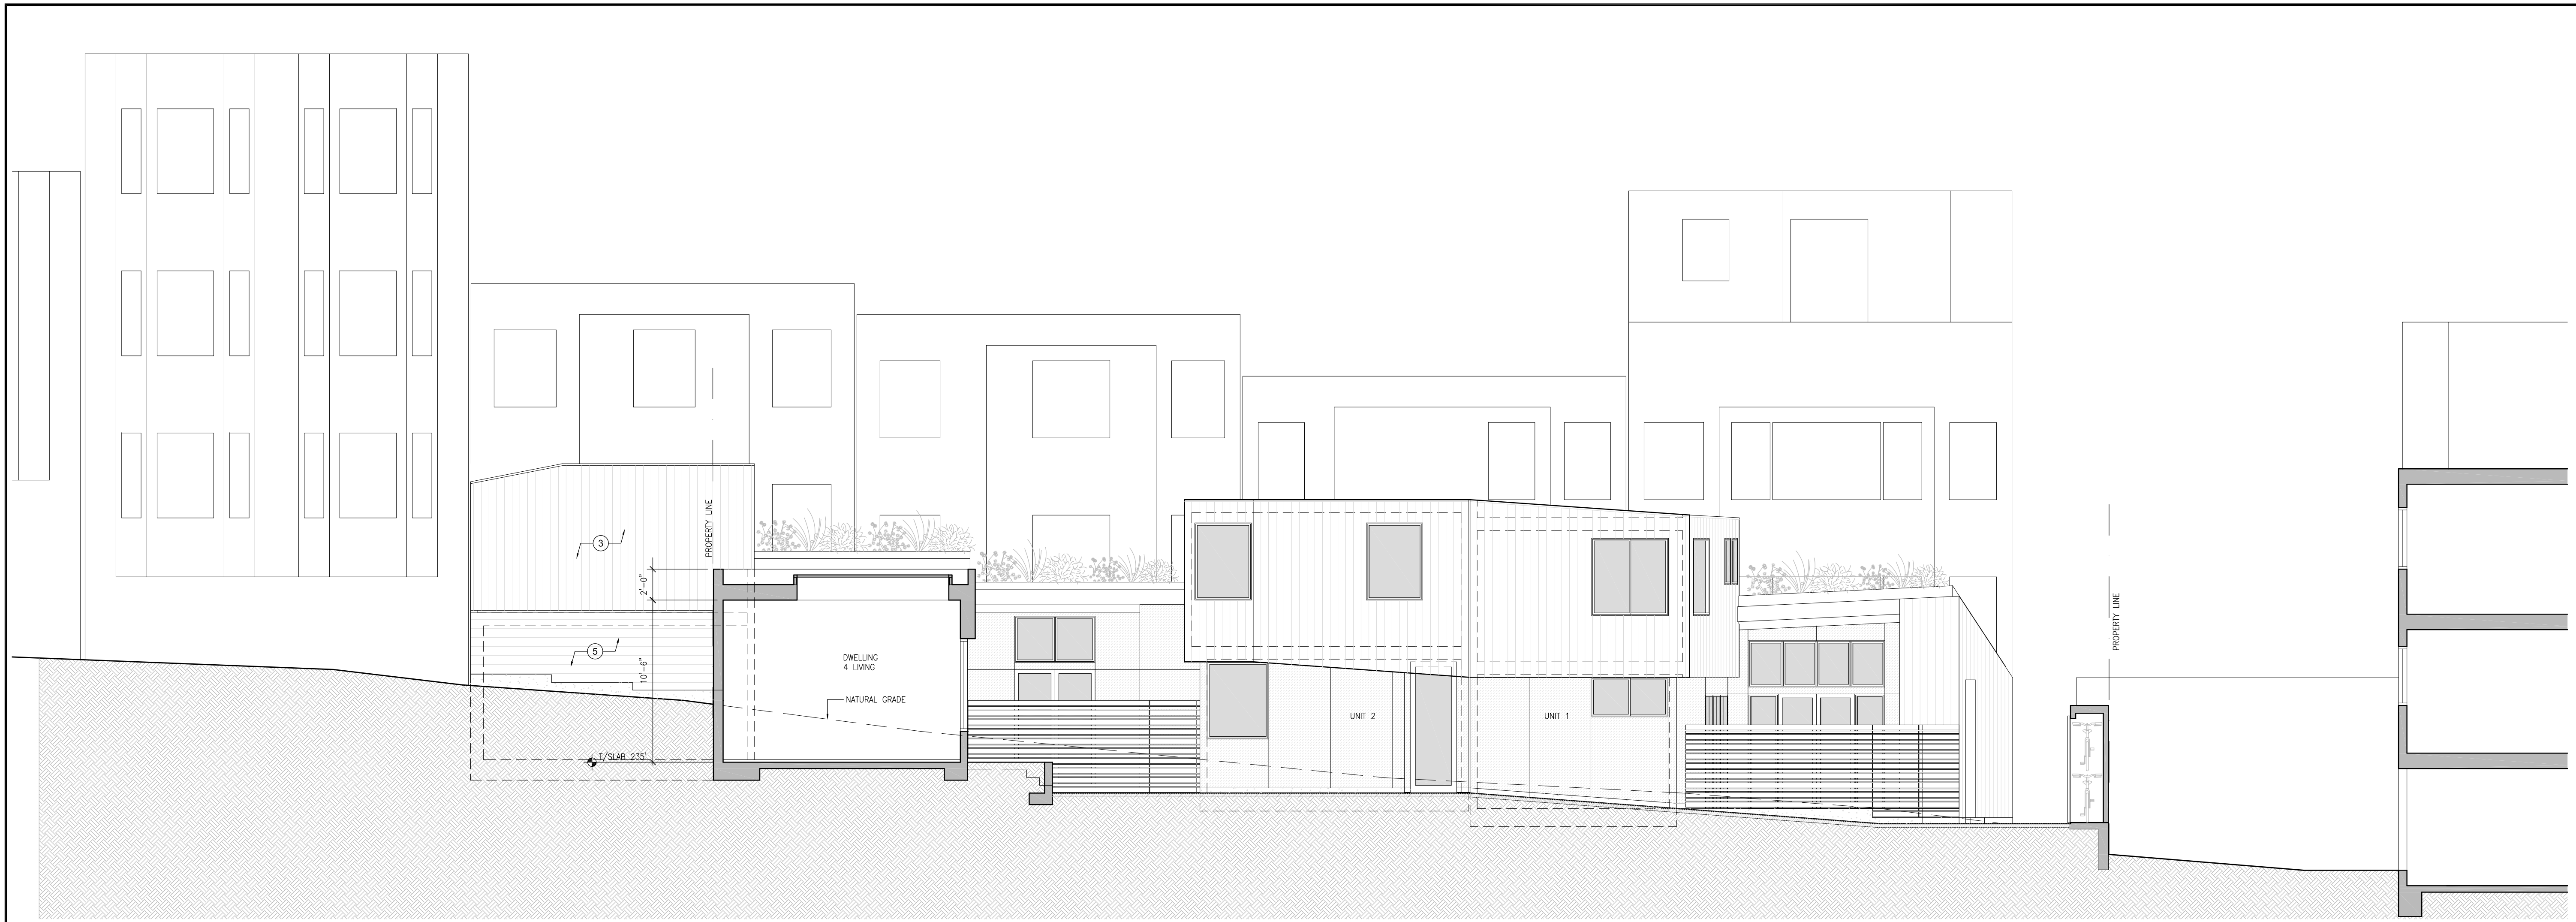 PROPERTY LINE
3
2'-0"
5
10'-6"
DWELLING
4 LIVING
NATURAL GRADE
T/SLAB 235'
UNIT 2
UNIT 1
PROPERTY LINE